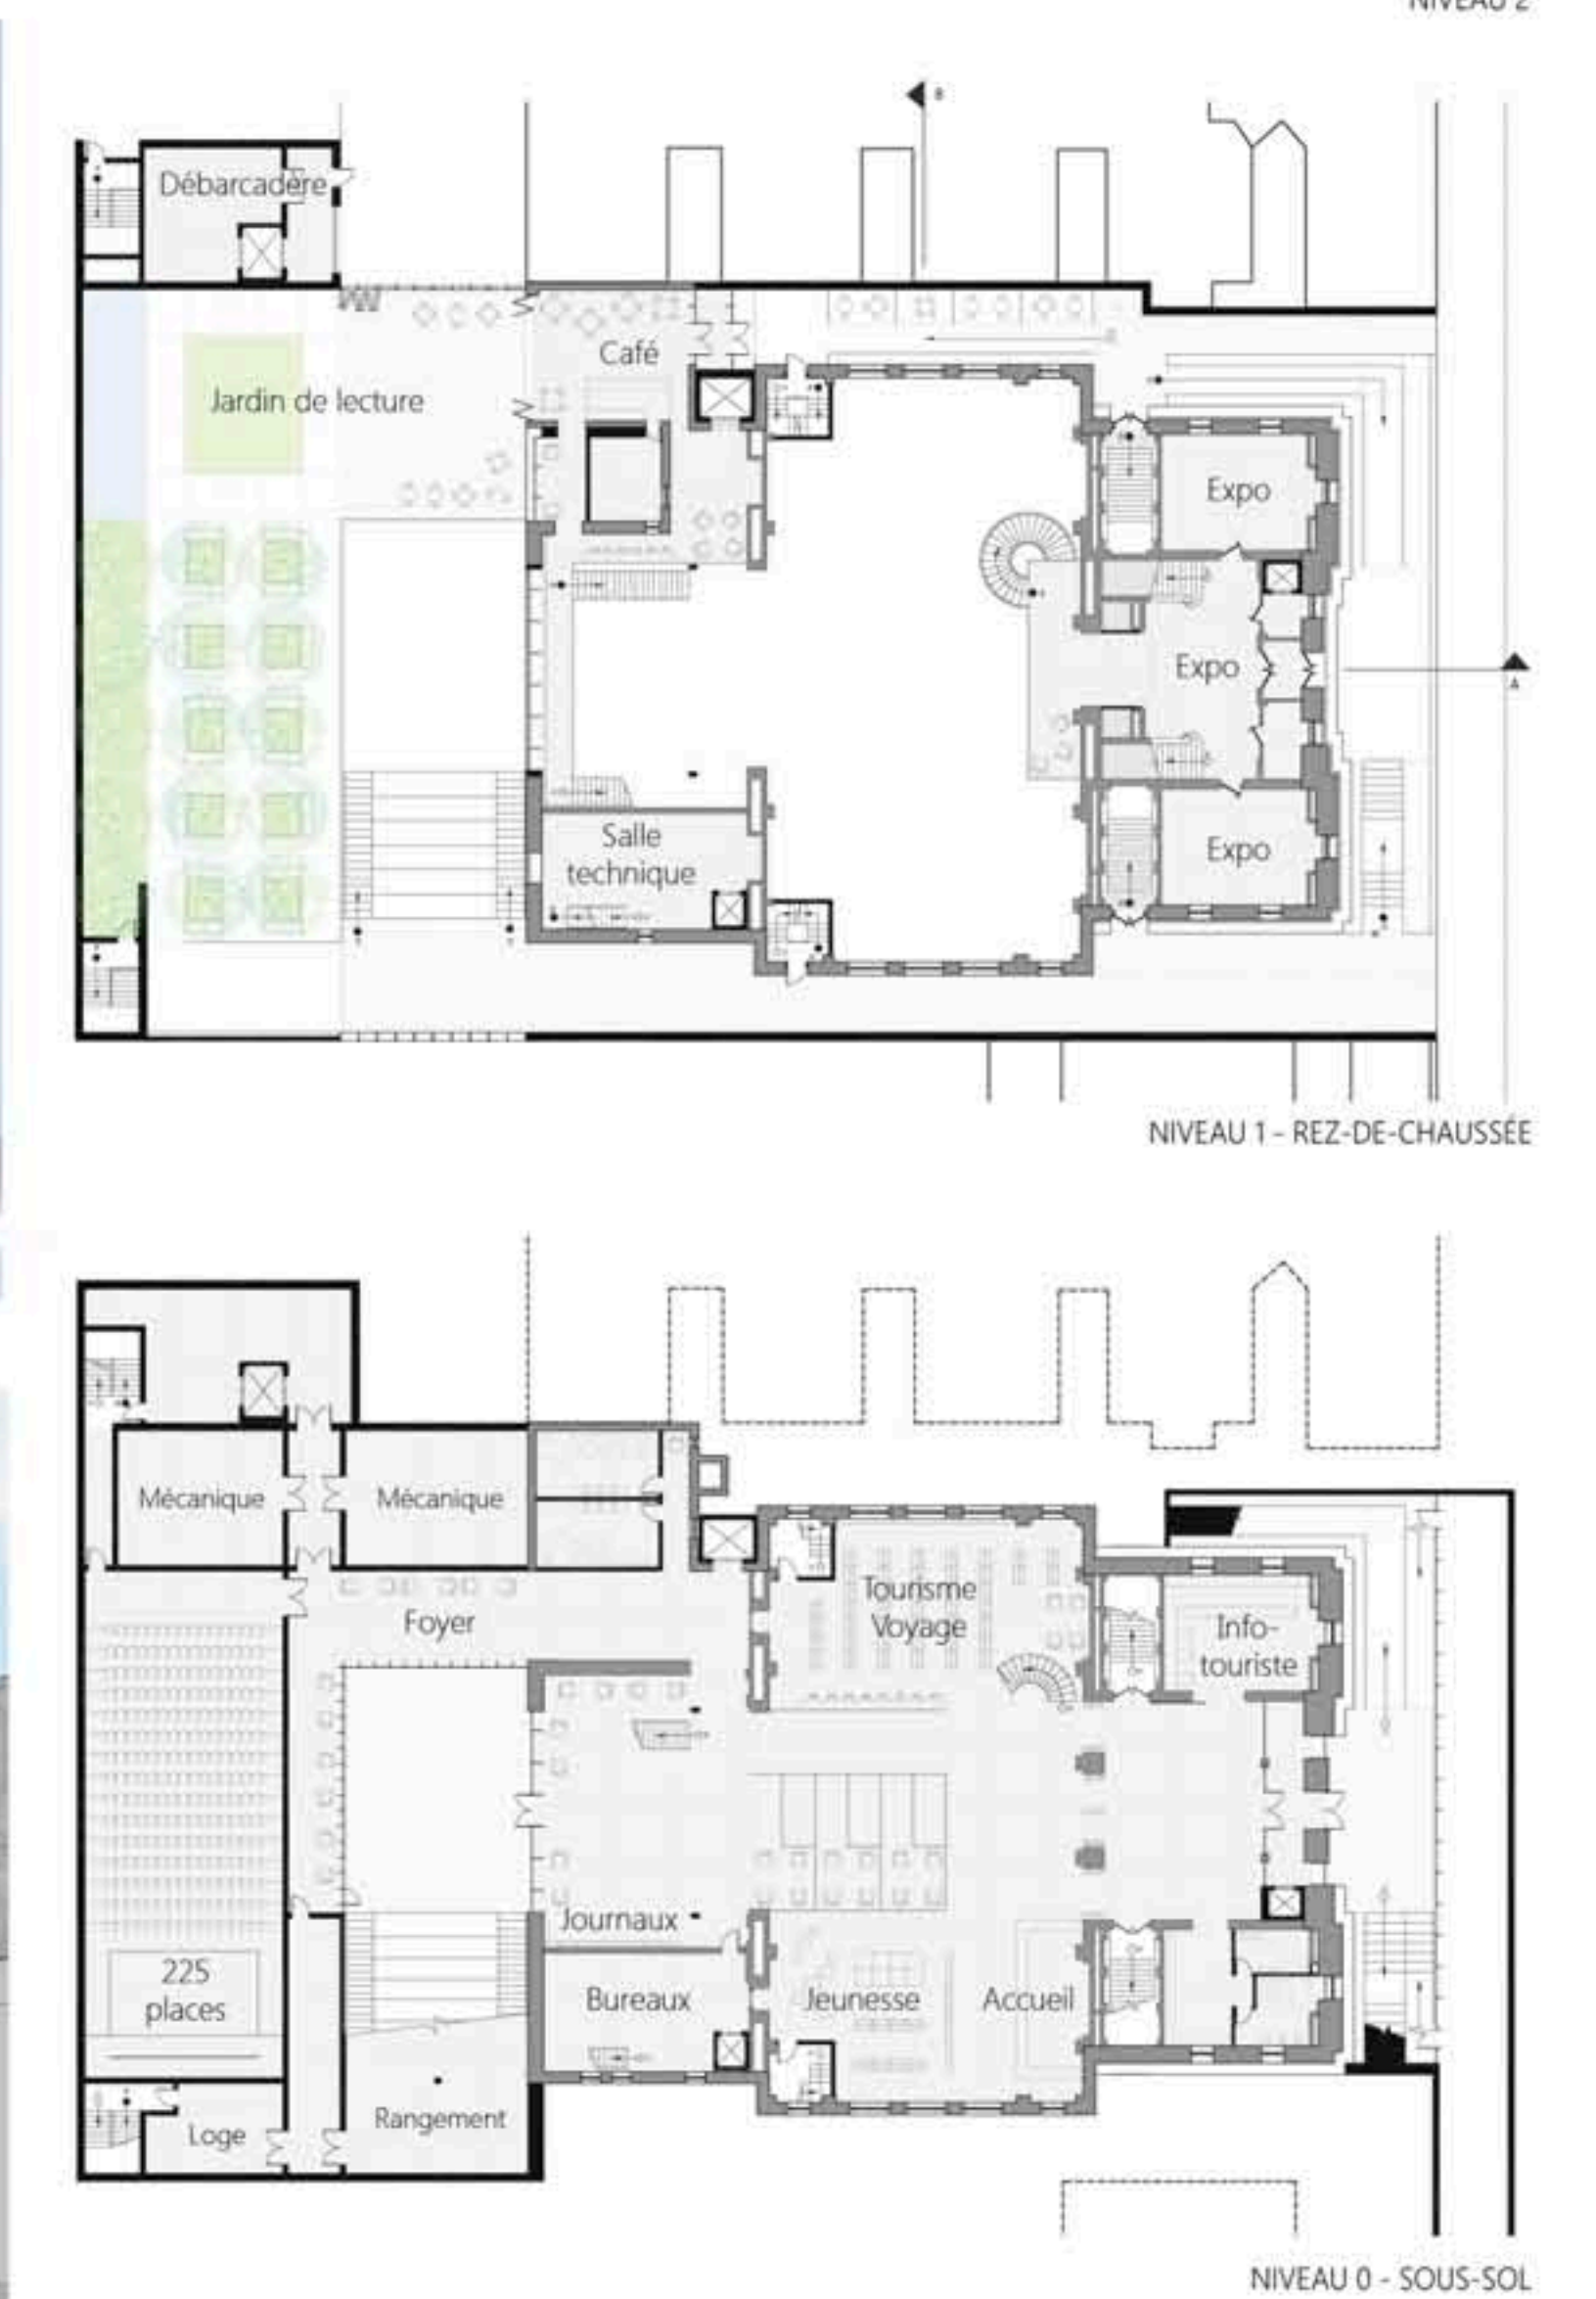 NIVEAU 2
B
Débarcadère
Café
Jardin de lecture
Expo
Expo
A
Salle
technique
Expo
NIVEAU 1 - REZ-DE-CHAUSSÉE
Mécanique
Mécanique
Tourisme
Voyage
Foyer
Info-
touriste
Journaux
225
places
Bureaux
Jeunesse
Accueil
Rangement
Loge
NIVEAU 0 - SOUS-SOL